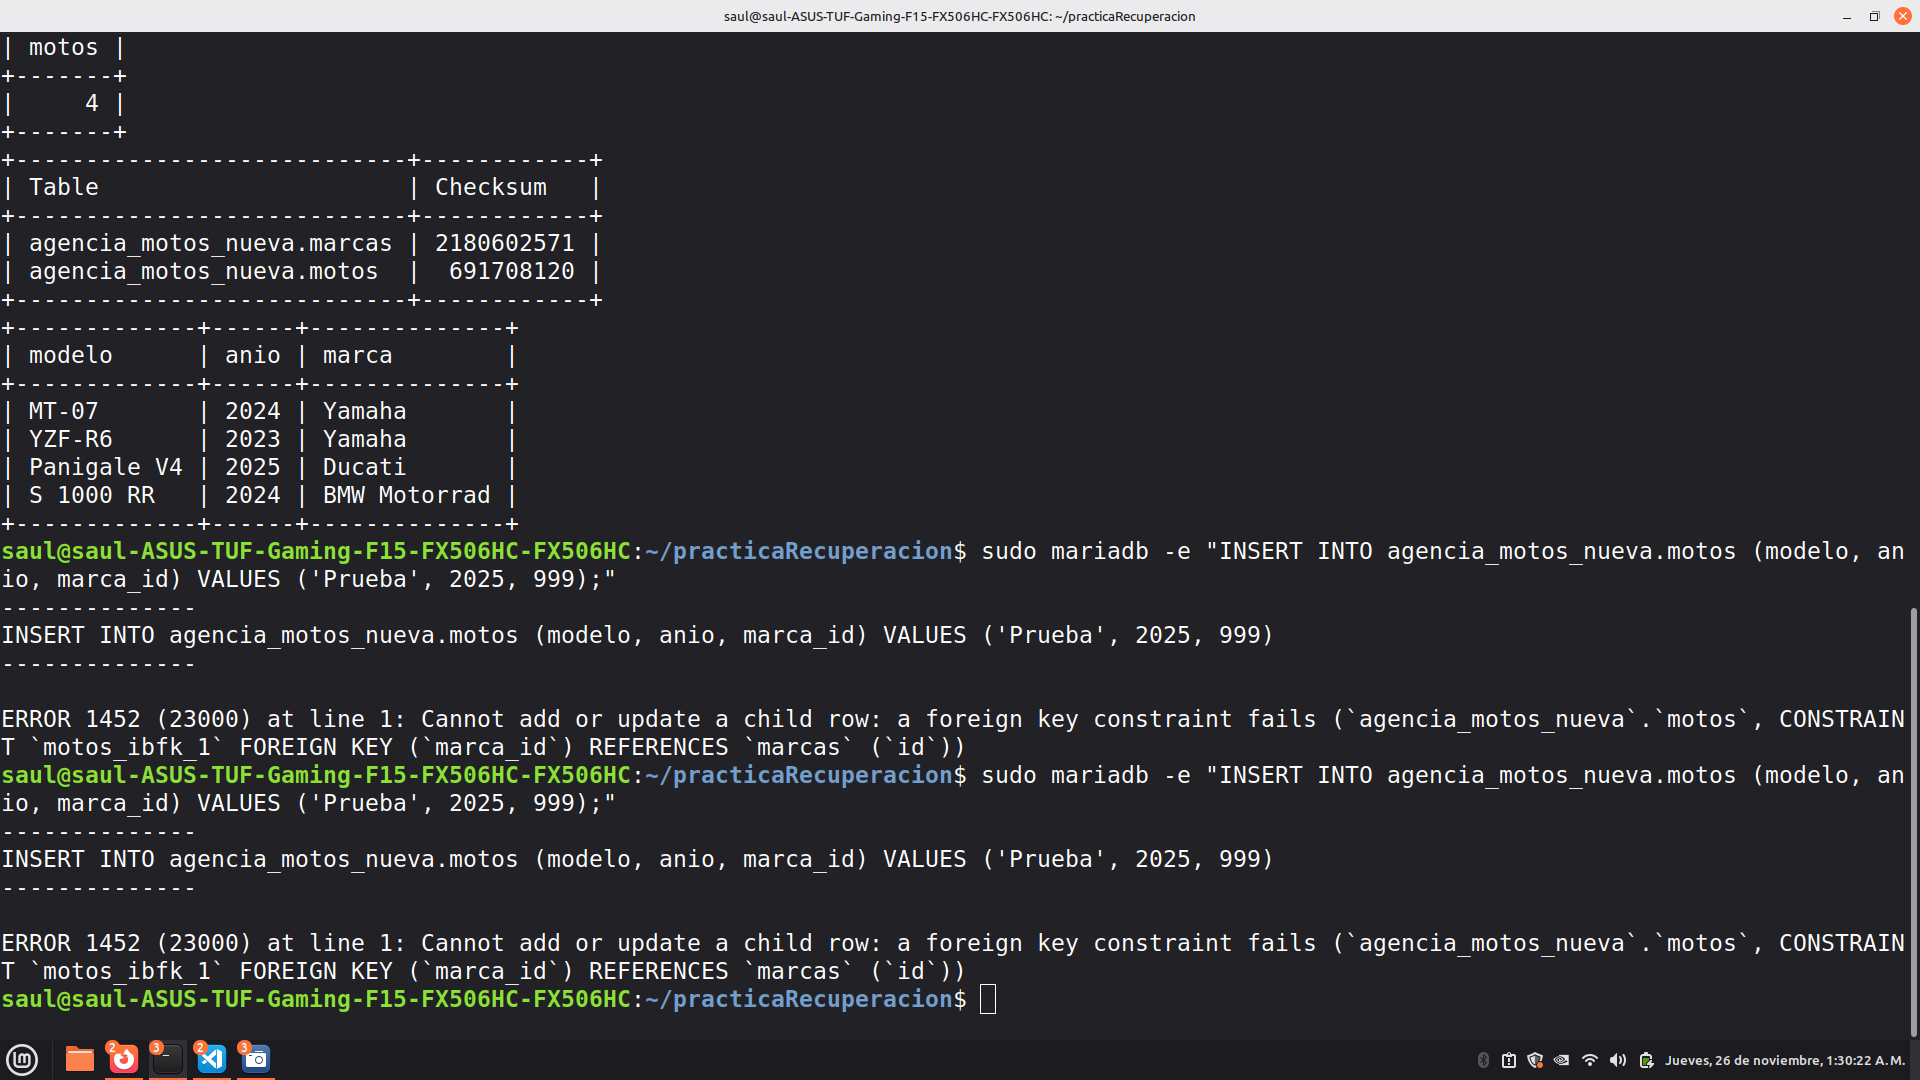 saul@saul-ASUS-TUF-Gaming-F15-FX506HC-FX506HC: ~/practicaRecuperacion
| motos |
+-------+
|     4 |
+-------+
+----------------------------+------------+
| Table                      | Checksum   |
+----------------------------+------------+
| agencia_motos_nueva.marcas | 2180602571 |
| agencia_motos_nueva.motos  |  691708120 |
+----------------------------+------------+
+-------------+------+--------------+
| modelo      | anio | marca        |
+-------------+------+--------------+
| MT-07       | 2024 | Yamaha       |
| YZF-R6      | 2023 | Yamaha       |
| Panigale V4 | 2025 | Ducati       |
| S 1000 RR   | 2024 | BMW Motorrad |
+-------------+------+--------------+
saul@saul-ASUS-TUF-Gaming-F15-FX506HC-FX506HC:~/practicaRecuperacion$ sudo mariadb -e "INSERT INTO agencia_motos_nueva.motos (modelo, an
io, marca_id) VALUES ('Prueba', 2025, 999);"
--------------
INSERT INTO agencia_motos_nueva.motos (modelo, anio, marca_id) VALUES ('Prueba', 2025, 999)
--------------
ERROR 1452 (23000) at line 1: Cannot add or update a child row: a foreign key constraint fails (`agencia_motos_nueva`.`motos`, CONSTRAIN
T `motos_ibfk_1` FOREIGN KEY (`marca_id`) REFERENCES `marcas` (`id`))
saul@saul-ASUS-TUF-Gaming-F15-FX506HC-FX506HC:~/practicaRecuperacion$ sudo mariadb -e "INSERT INTO agencia_motos_nueva.motos (modelo, an
io, marca_id) VALUES ('Prueba', 2025, 999);"
--------------
INSERT INTO agencia_motos_nueva.motos (modelo, anio, marca_id) VALUES ('Prueba', 2025, 999)
--------------
ERROR 1452 (23000) at line 1: Cannot add or update a child row: a foreign key constraint fails (`agencia_motos_nueva`.`motos`, CONSTRAIN
T `motos_ibfk_1` FOREIGN KEY (`marca_id`) REFERENCES `marcas` (`id`))
saul@saul-ASUS-TUF-Gaming-F15-FX506HC-FX506HC:~/practicaRecuperacion$
2 3 2 3 Jueves, 26 de noviembre, 1:30:22 A. M.